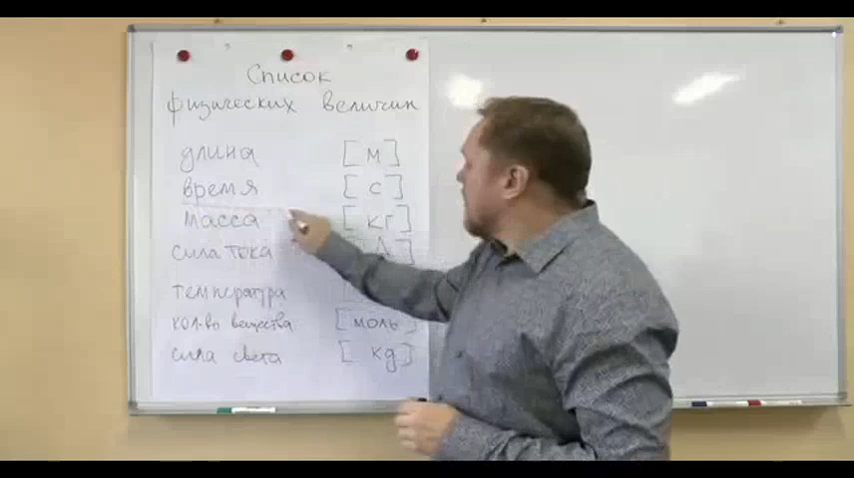 Список
физических величин
длина [ м ]
время [ с ]
масса [ кг ]
сила тока [ А ]
температура [
кол-во вещества [ моль ]
сила света [ кд ]